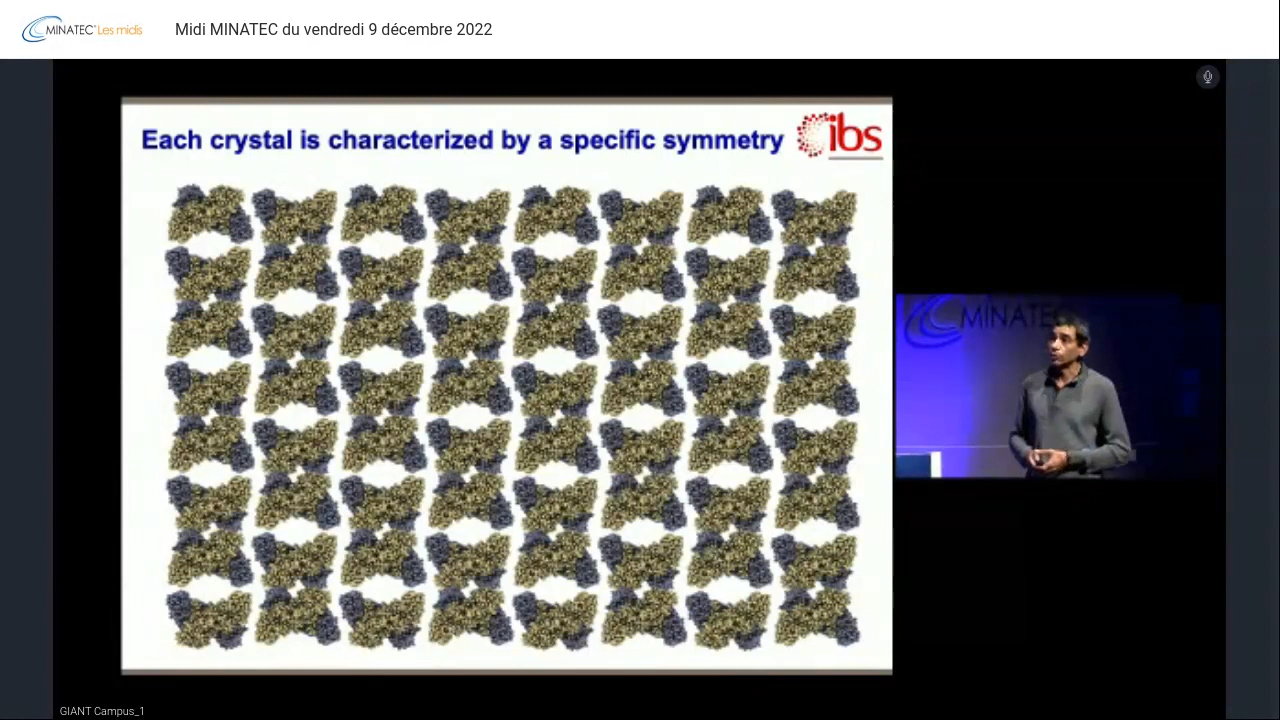 MINATEC® Les midis
Midi MINATEC du vendredi 9 décembre 2022
Each crystal is characterized by a specific symmetry
ibs
MINATE
GIANT Campus_1